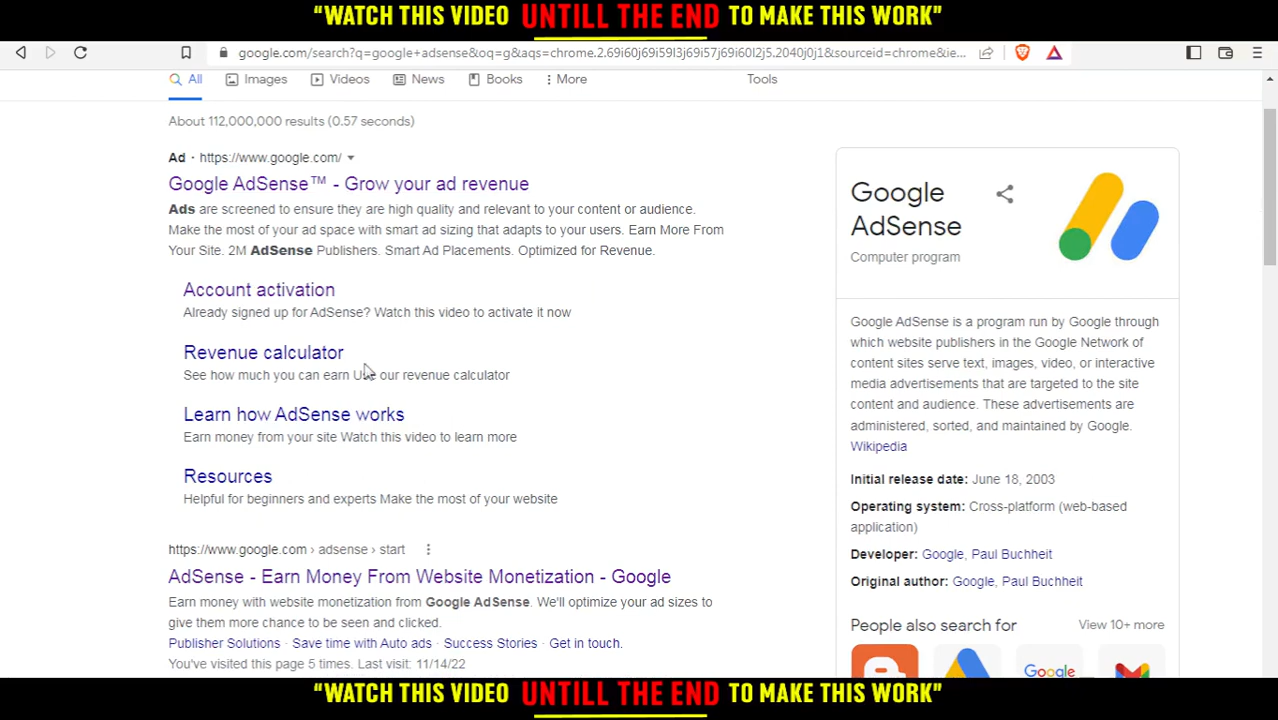 “WATCH THIS VIDEO UNTILL THE END TO MAKE THIS WORK”
google.com/search?q=google+adsense&oq=g&aqs=chrome.2.69i60j69i59l3j69i57j69i60l2j5.2040j0j1&sourceid=chrome&ie...
All Images Videos News Books More Tools
About 112,000,000 results (0.57 seconds)
Ad · https://www.google.com/
Google AdSense™ - Grow your ad revenue
Ads are screened to ensure they are high quality and relevant to your content or audience.
Make the most of your ad space with smart ad sizing that adapts to your users. Earn More From
Your Site. 2M AdSense Publishers. Smart Ad Placements. Optimized for Revenue.
Account activation
Already signed up for AdSense? Watch this video to activate it now
Revenue calculator
See how much you can earn Use our revenue calculator
Learn how AdSense works
Earn money from your site Watch this video to learn more
Resources
Helpful for beginners and experts Make the most of your website
https://www.google.com › adsense › start
AdSense - Earn Money From Website Monetization - Google
Earn money with website monetization from Google AdSense. We'll optimize your ad sizes to
give them more chance to be seen and clicked.
Publisher Solutions · Save time with Auto ads · Success Stories · Get in touch.
You've visited this page 5 times. Last visit: 11/14/22
Google
AdSense
Computer program
Google AdSense is a program run by Google through
which website publishers in the Google Network of
content sites serve text, images, video, or interactive
media advertisements that are targeted to the site
content and audience. These advertisements are
administered, sorted, and maintained by Google.
Wikipedia
Initial release date: June 18, 2003
Operating system: Cross-platform (web-based
application)
Developer: Google, Paul Buchheit
Original author: Google, Paul Buchheit
People also search for View 10+ more
Google
“WATCH THIS VIDEO UNTILL THE END TO MAKE THIS WORK”